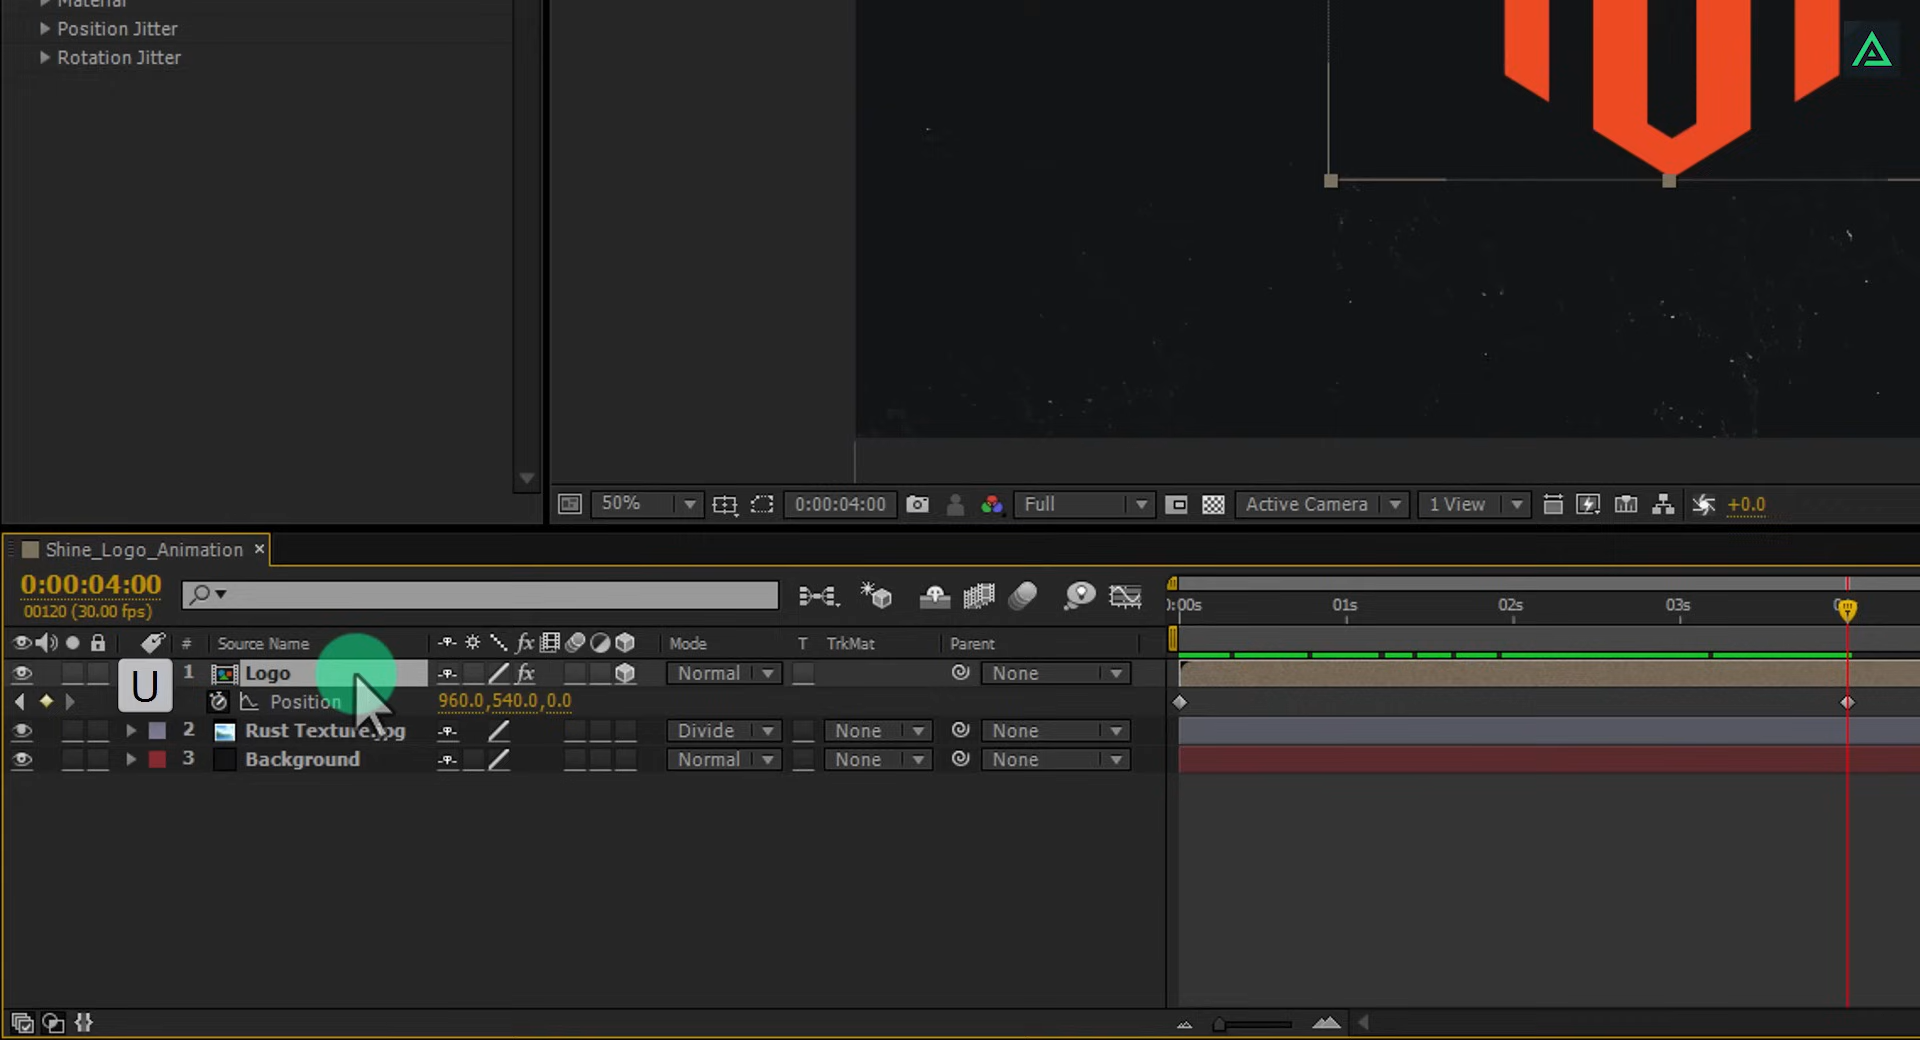 Material
Position Jitter
Rotation Jitter
50%
0:00:04:00
Full
Active Camera
1 View
+0.0
Shine_Logo_Animation ×
0:00:04:00
00120 (30.00 fps)
:00s
01s
02s
03s
# Source Name
fx
Mode
T TrkMat
Parent
U
1 Logo
fx
Normal
None
Position
960.0,540.0,0.0
2
Rust Texture.jpg
Divide
None
None
3 Background
Normal
None
None